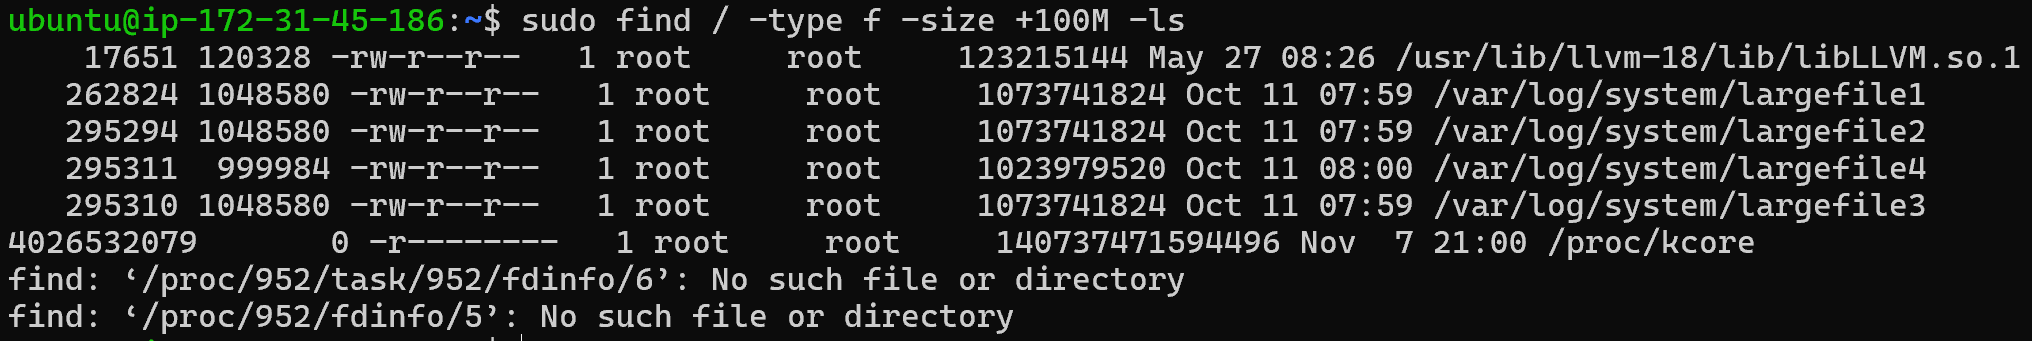 ubuntu@ip-172-31-45-186:~$ sudo find / -type f -size +100M -ls
    17651 120328 -rw-r--r--   1 root     root     123215144 May 27 08:26 /usr/lib/llvm-18/lib/libLLVM.so.1
   262824 1048580 -rw-r--r--   1 root     root     1073741824 Oct 11 07:59 /var/log/system/largefile1
   295294 1048580 -rw-r--r--   1 root     root     1073741824 Oct 11 07:59 /var/log/system/largefile2
   295311  999984 -rw-r--r--   1 root     root     1023979520 Oct 11 08:00 /var/log/system/largefile4
   295310 1048580 -rw-r--r--   1 root     root     1073741824 Oct 11 07:59 /var/log/system/largefile3
4026532079       0 -r--------   1 root     root     140737471594496 Nov  7 21:00 /proc/kcore
find: ‘/proc/952/task/952/fdinfo/6’: No such file or directory
find: ‘/proc/952/fdinfo/5’: No such file or directory